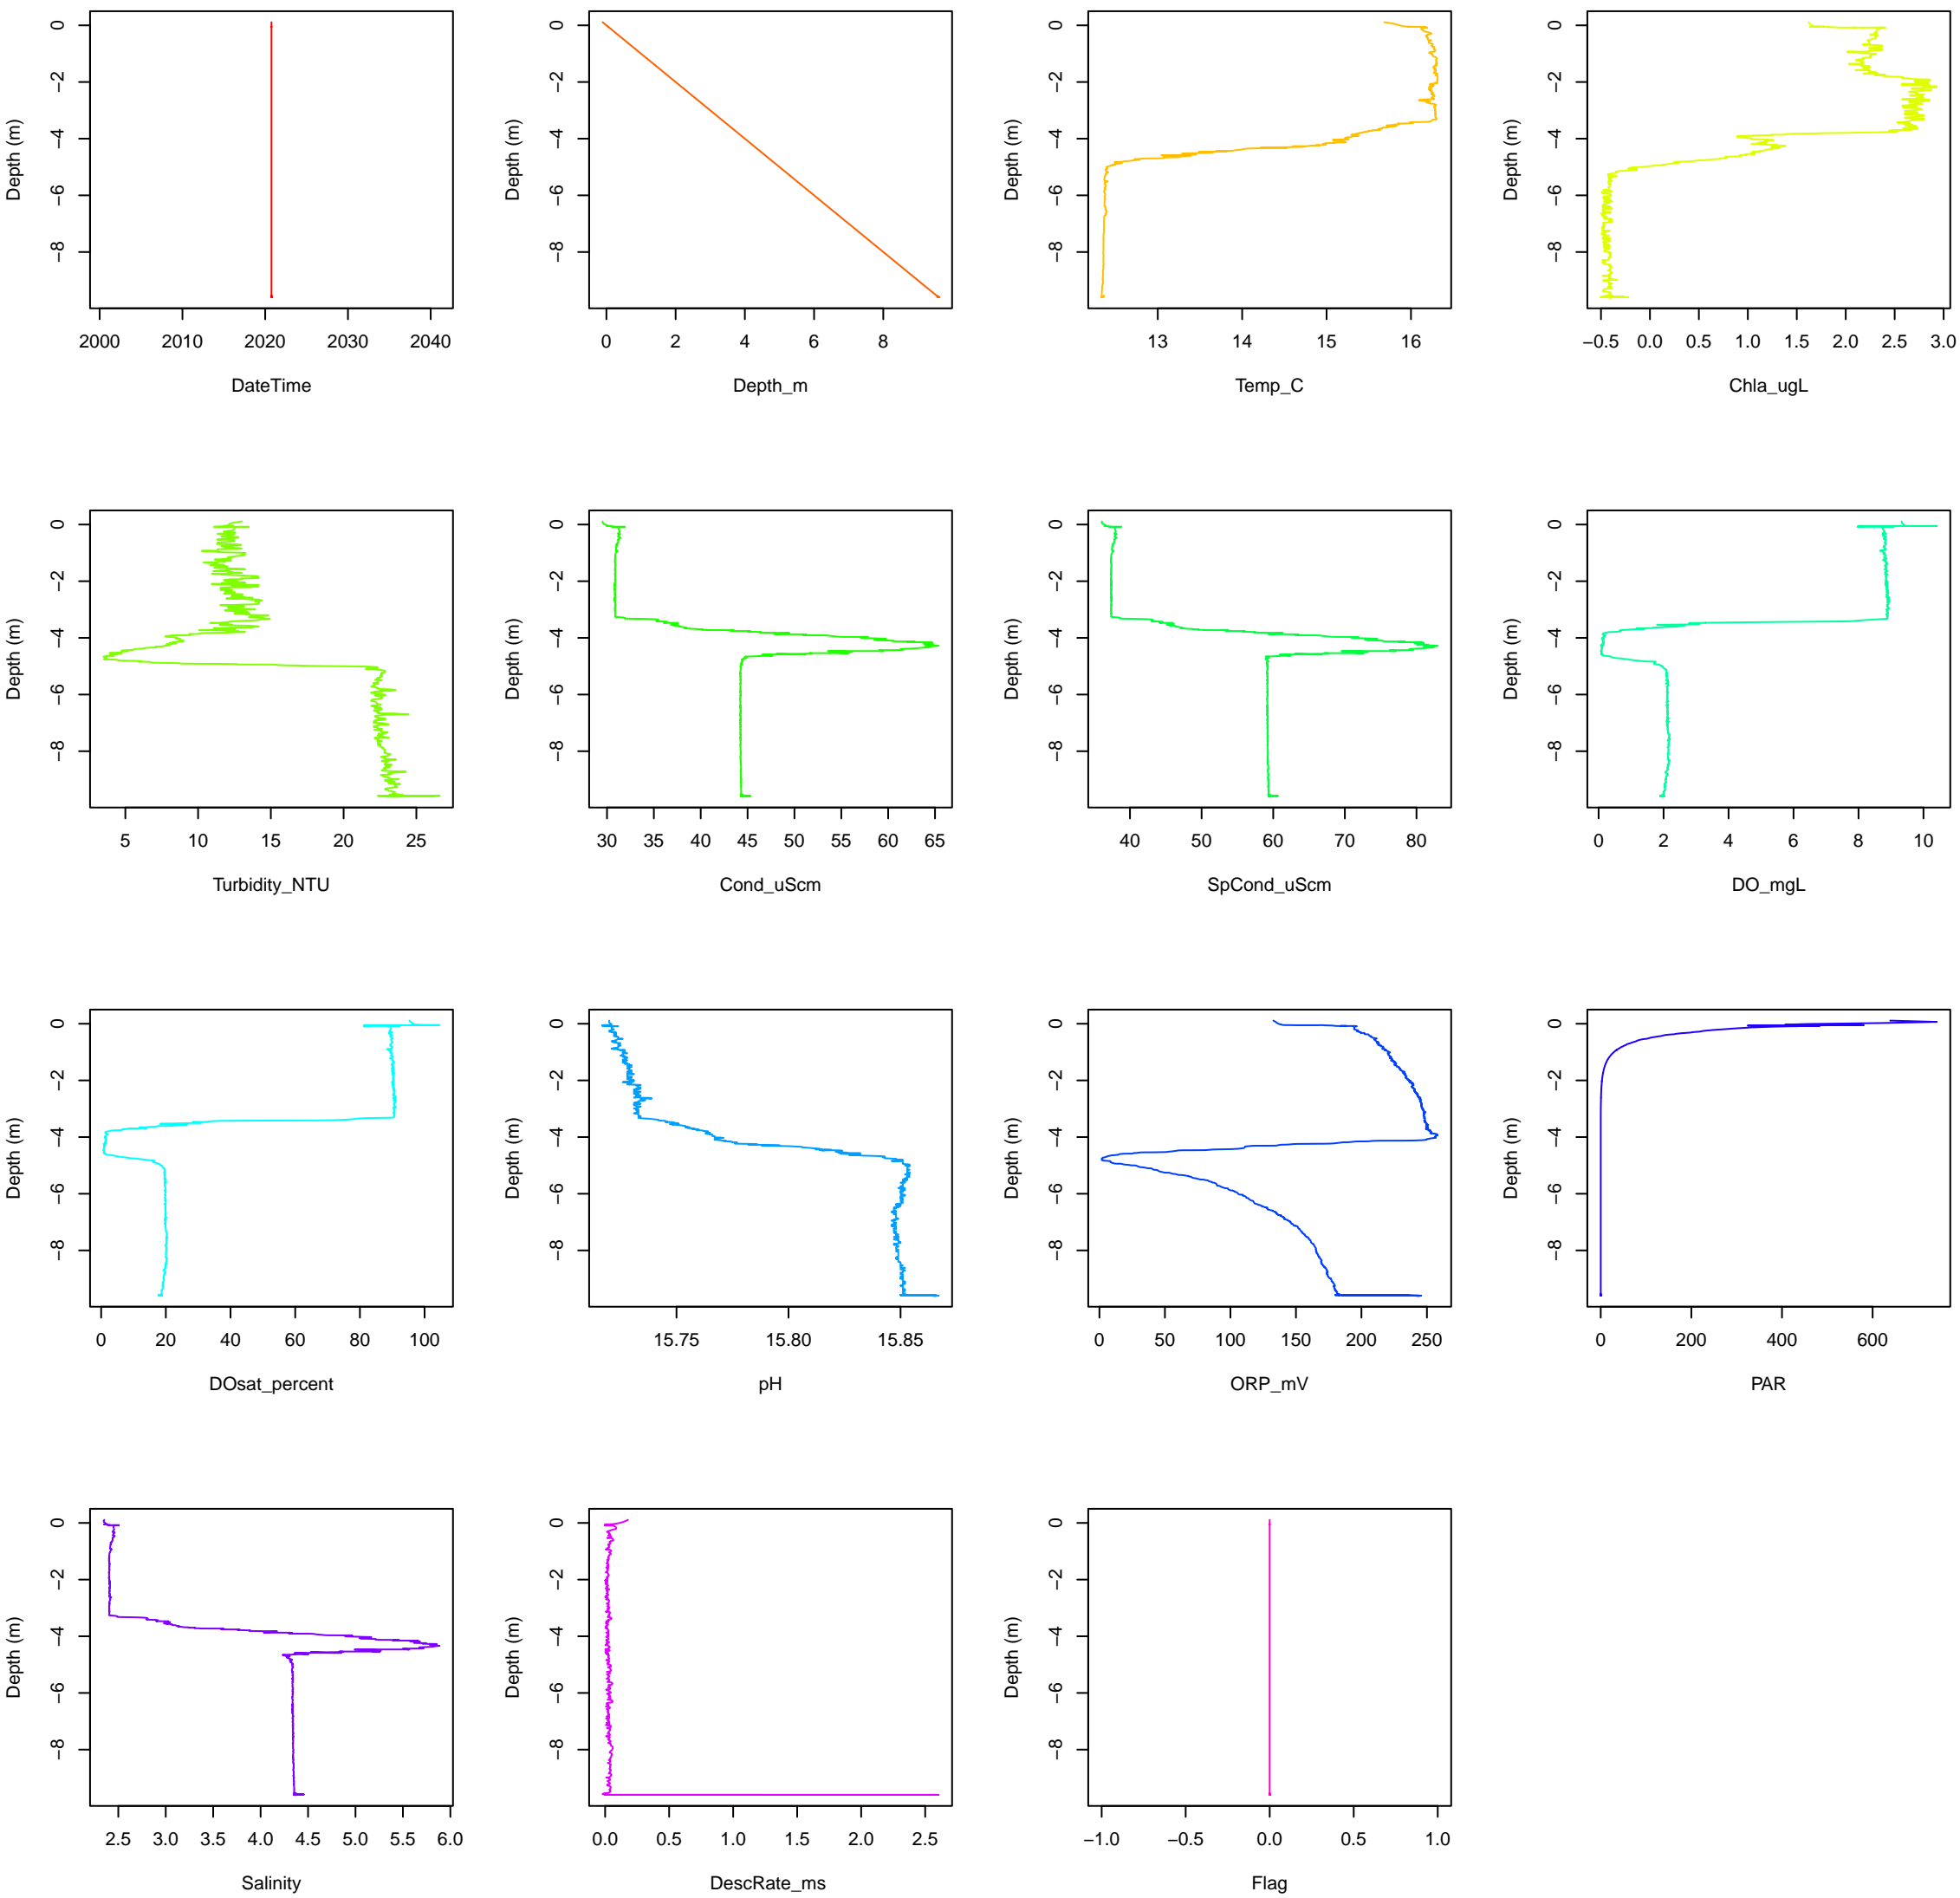 0 −2 −4 −6 −8
Depth (m)
2000 2010 2020 2030 2040
DateTime
0 −2 −4 −6 −8
Depth (m)
0 2 4 6 8
Depth_m
0 −2 −4 −6 −8
Depth (m)
13 14 15 16
Temp_C
0 −2 −4 −6 −8
Depth (m)
−0.5 0.0 0.5 1.0 1.5 2.0 2.5 3.0
Chla_ugL
0 −2 −4 −6 −8
Depth (m)
5 10 15 20 25
Turbidity_NTU
0 −2 −4 −6 −8
Depth (m)
30 35 40 45 50 55 60 65
Cond_uScm
0 −2 −4 −6 −8
Depth (m)
40 50 60 70 80
SpCond_uScm
0 −2 −4 −6 −8
Depth (m)
0 2 4 6 8 10
DO_mgL
0 −2 −4 −6 −8
Depth (m)
0 20 40 60 80 100
DOsat_percent
0 −2 −4 −6 −8
Depth (m)
15.75 15.80 15.85
pH
0 −2 −4 −6 −8
Depth (m)
0 50 100 150 200 250
ORP_mV
0 −2 −4 −6 −8
Depth (m)
0 200 400 600
PAR
0 −2 −4 −6 −8
Depth (m)
2.5 3.0 3.5 4.0 4.5 5.0 5.5 6.0
Salinity
0 −2 −4 −6 −8
Depth (m)
0.0 0.5 1.0 1.5 2.0 2.5
DescRate_ms
0 −2 −4 −6 −8
Depth (m)
−1.0 −0.5 0.0 0.5 1.0
Flag